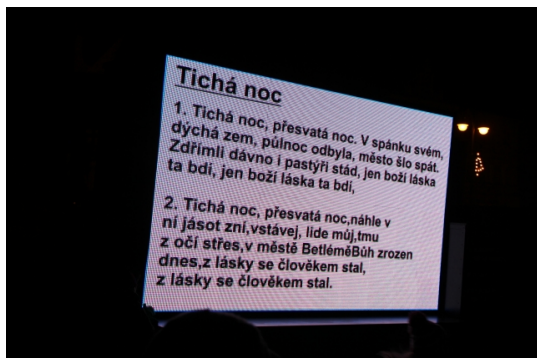 Tichá noc
1. Tichá noc, přesvatá noc. V spánku svém,
dýchá zem, půlnoc odbyla, město šlo spát.
Zdřímli dávno i pastýři stád, jen boží láska
ta bdí, jen boží láska ta bdí,
2. Tichá noc, přesvatá noc,náhle v
ní jásot zní,vstávej, lide můj,tmu
z očí střes,v městě BetléměBůh zrozen
dnes,z lásky se člověkem stal,
z lásky se člověkem stal.